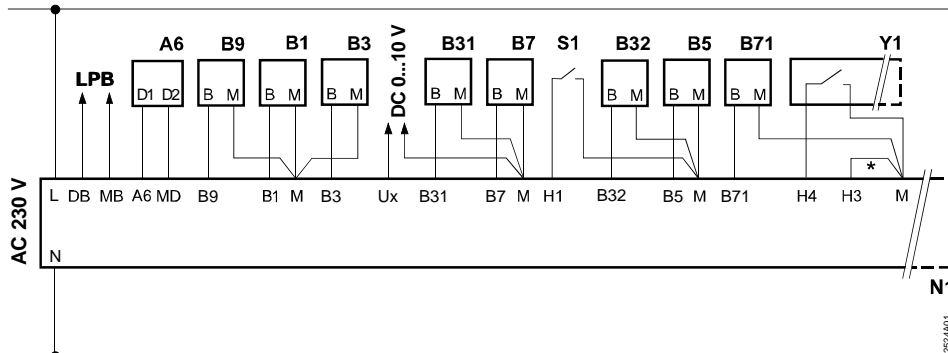 A6 B9 B1 B3 B31 B7 S1 B32 B5 B71 Y1
LPB
DC 0...10 V
D1 D2 B M B M B M B M B M B M B M B M
*
L DB MB A6 MD B9 B1 M B3 Ux B31 B7 M H1 B32 B5 M B71 H4 H3 M
AC 230 V
N
N1